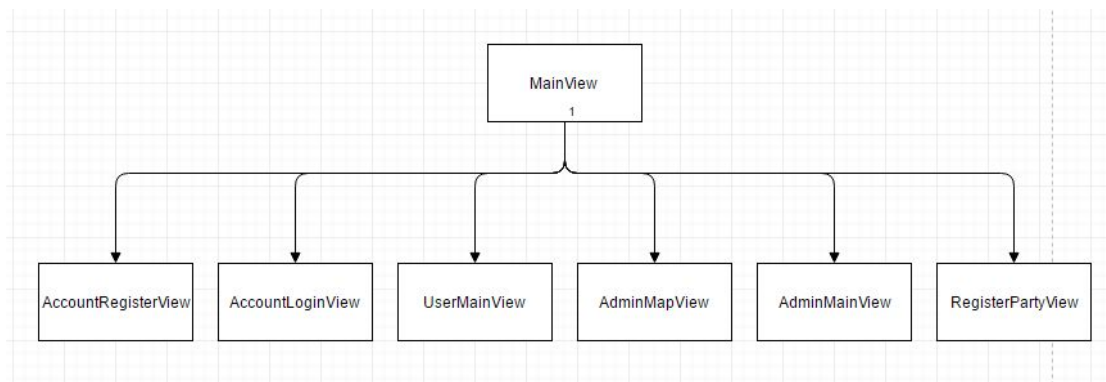 MainView
1
AccountRegisterView
AccountLoginView
UserMainView
AdminMapView
AdminMainView
RegisterPartyView